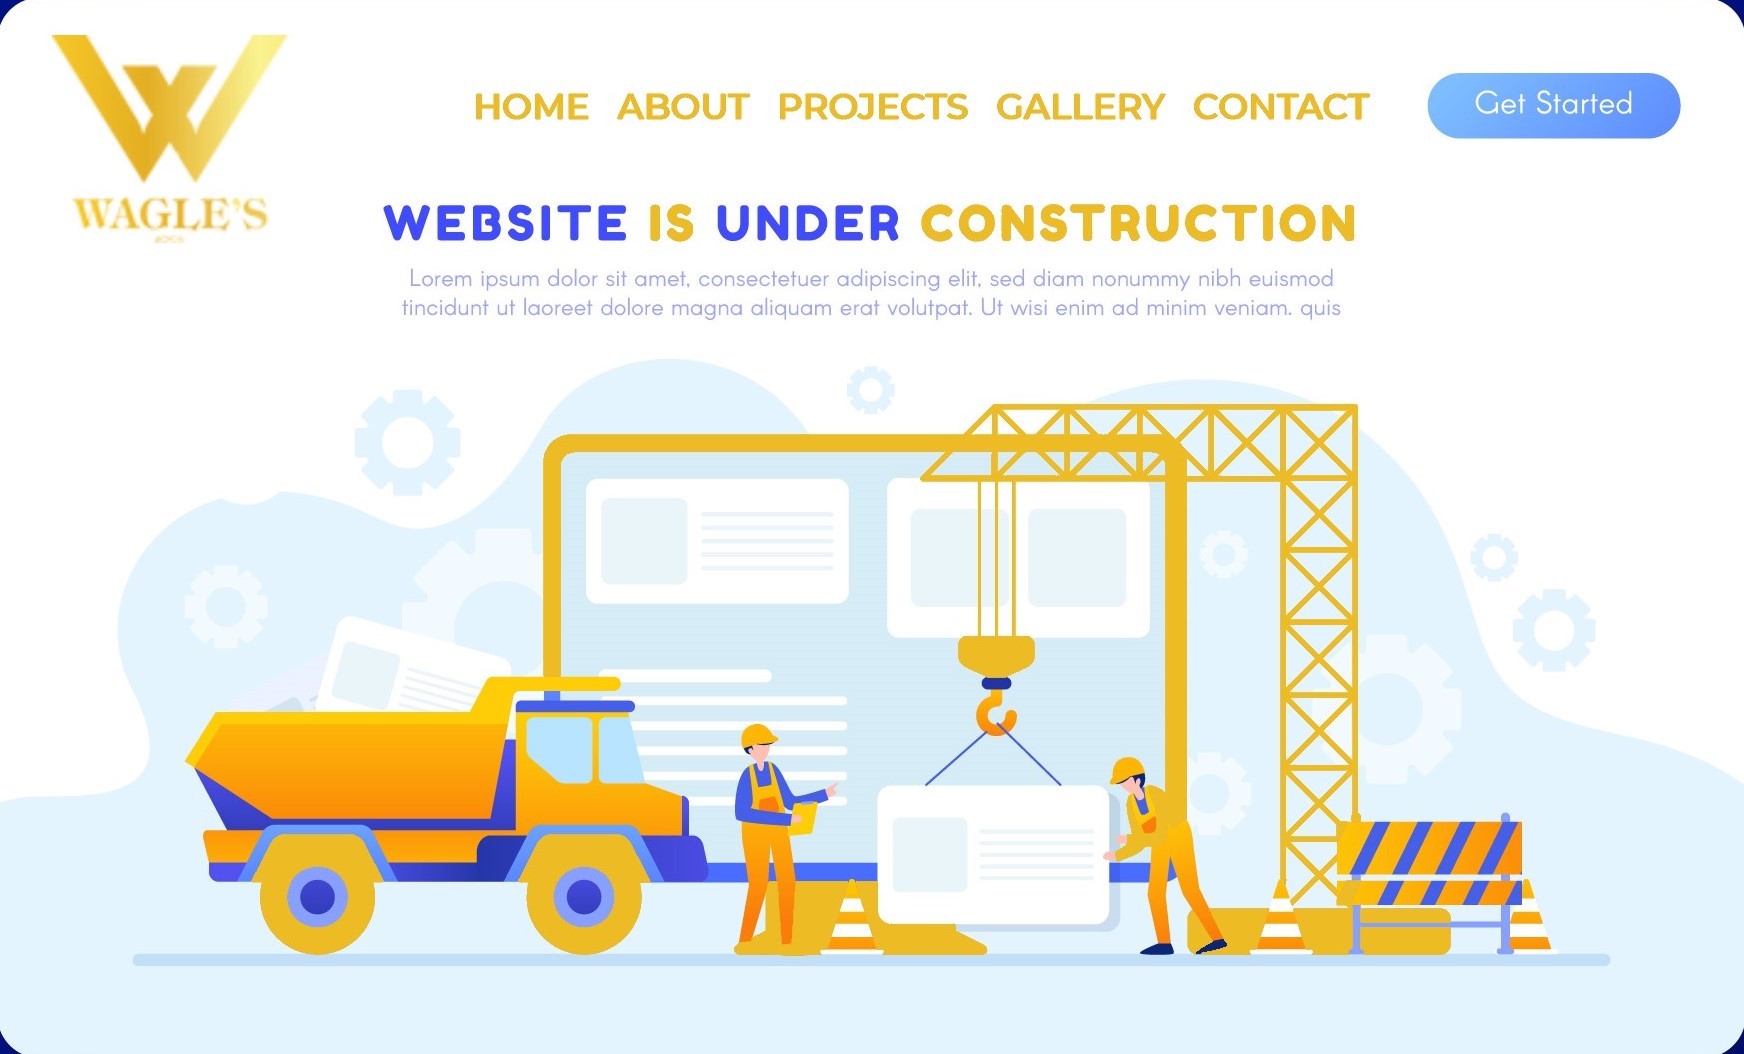 WAGLE'S
HOME ABOUT PROJECTS GALLERY CONTACT
Get Started
WEBSITE IS UNDER CONSTRUCTION
Lorem ipsum dolor sit amet, consectetuer adipiscing elit, sed diam nonummy nibh euismod
tincidunt ut laoreet dolore magna aliquam erat volutpat. Ut wisi enim ad minim veniam. quis